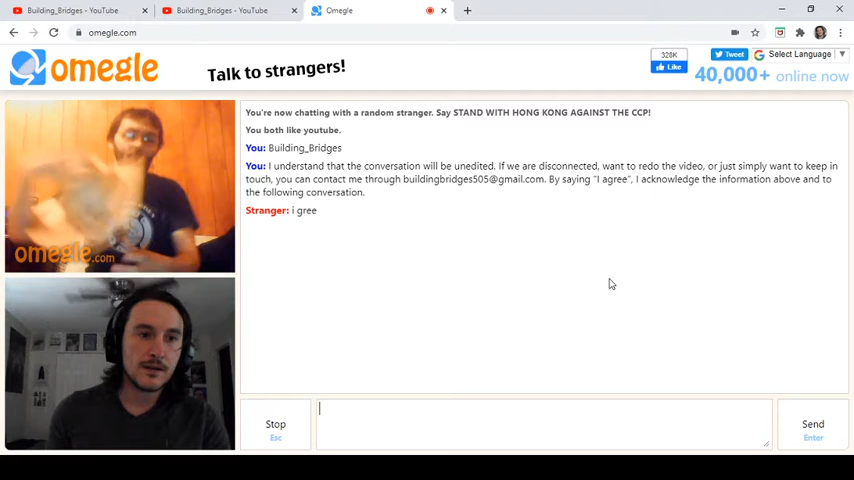 Building_Bridges - YouTube
Building_Bridges - YouTube
Omegle
omegle.com
omegle
Talk to strangers!
328K
Like
Tweet
Select Language
40,000+ online now
You're now chatting with a random stranger. Say STAND WITH HONG KONG AGAINST THE CCP!
You both like youtube.
You: Building_Bridges
You: I understand that the conversation will be unedited. If we are disconnected, want to redo the video, or just simply want to keep in
touch, you can contact me through buildingbridges505@gmail.com. By saying "I agree", I acknowledge the information above and to
the following conversation.
Stranger: i gree
omegle.com
Stop
Esc
Send
Enter